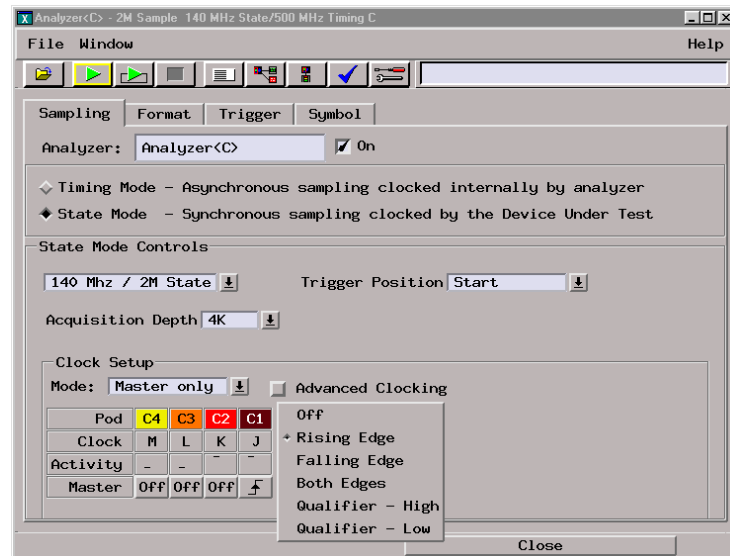 Analyzer<C> - 2M Sample 140 MHz State/500 MHz Timing C
File Window Help
Sampling Format Trigger Symbol
Analyzer: Analyzer<C> On
Timing Mode - Asynchronous sampling clocked internally by analyzer
State Mode - Synchronous sampling clocked by the Device Under Test
State Mode Controls
140 Mhz / 2M State Trigger Position Start
Acquisition Depth 4K
Clock Setup
Mode: Master only Advanced Clocking
Pod C4 C3 C2 C1
Clock M L K J
Activity
Master Off Off Off
Off
Rising Edge
Falling Edge
Both Edges
Qualifier - High
Qualifier - Low
Close